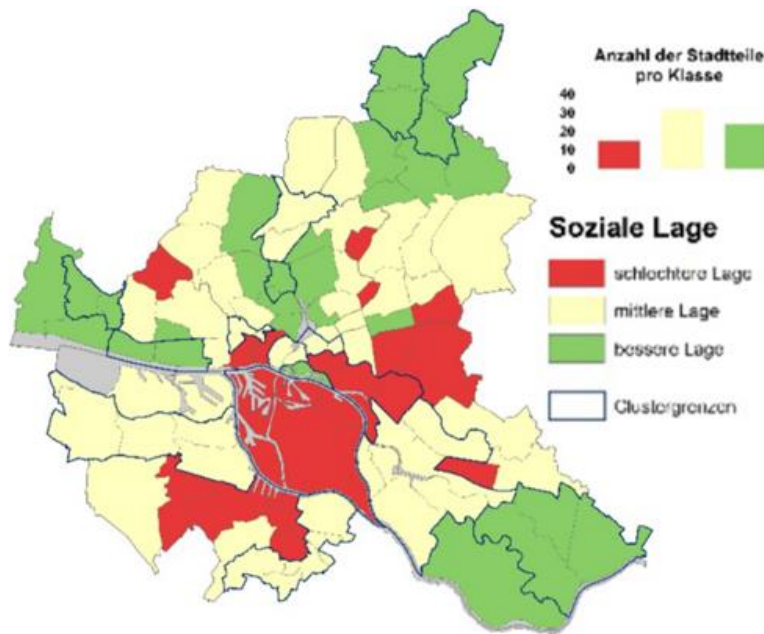 Anzahl der Stadtteile
pro Klasse
40
30
20
10
0
Soziale Lage
schlechtere Lage
mittlere Lage
bessere Lage
Clustergrenzen